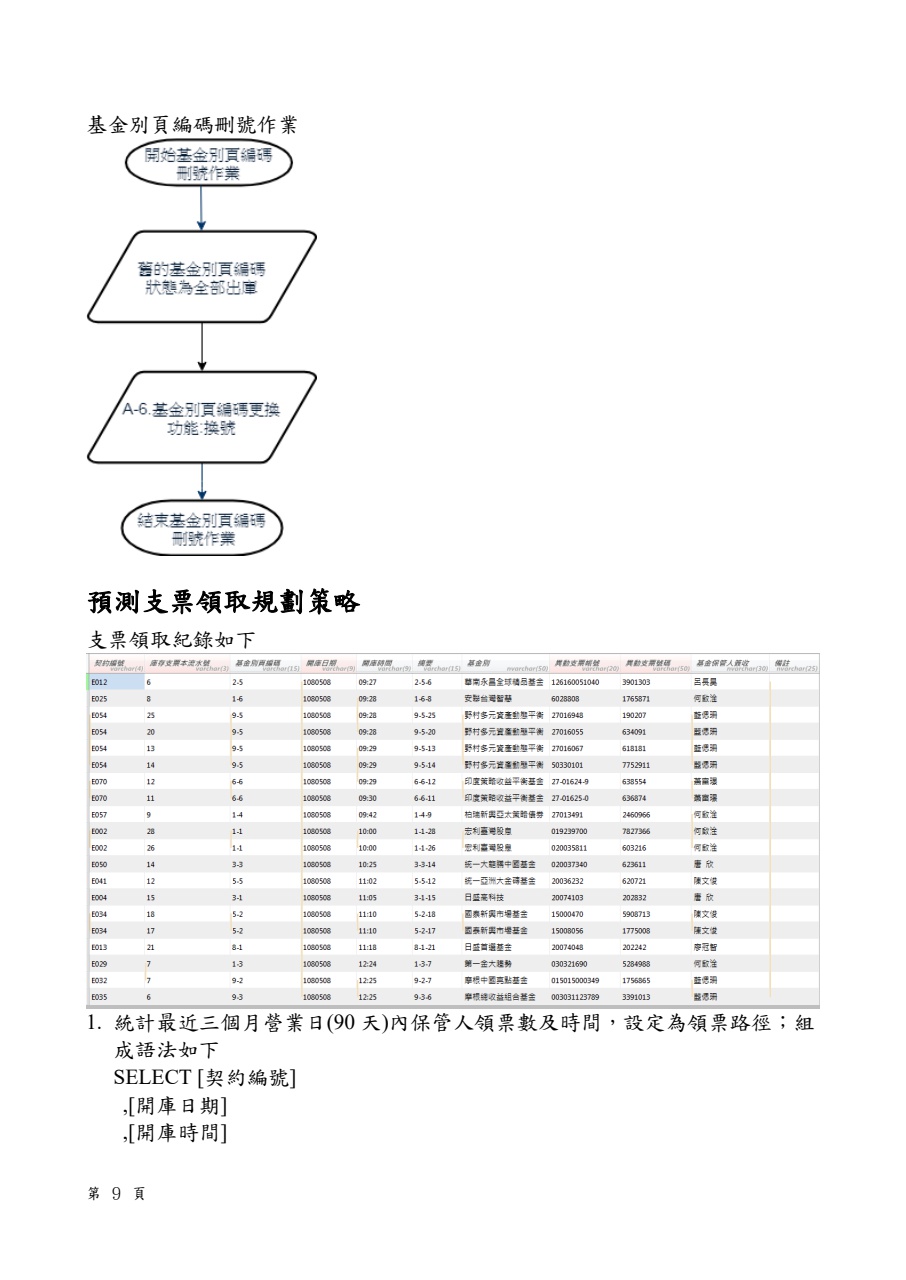 基金別頁編碼刪號作業
開始基金別頁編碼
刪號作業
舊的基金別頁編碼
狀態為全部出庫
A-6.基金別頁編碼更換
功能:換號
結束基金別頁編碼
刪號作業
預測支票領取規劃策略
支票領取紀錄如下
契約編號 varchar(4) 庫存支票本流水號 varchar(3) 基金別頁編碼 varchar(15) 開庫日期 varchar(9) 開庫時間 varchar(9) 摘要 varchar(15) 基金別 nvarchar(50) 異動支票帳號 varchar(20) 異動支票號碼 varchar(50) 基金保管人簽收 nvarchar(30) 備註 varchar(25)
E012 6 2-5 1080508 09:27 2-5-6 華南永昌全球精品基金 126160051040 3901303 呂長晏
E025 8 1-6 1080508 09:28 1-6-8 安聯台灣智慧 6028808 1765871 何歆洤
E054 25 9-5 1080508 09:28 9-5-25 野村多元資產動態平衡 27016948 190207 藍偲珊
E054 20 9-5 1080508 09:28 9-5-20 野村多元資產動態平衡 27016055 634091 藍偲珊
E054 13 9-5 1080508 09:29 9-5-13 野村多元資產動態平衡 27016067 618181 藍偲珊
E054 14 9-5 1080508 09:29 9-5-14 野村多元資產動態平衡 50330101 7752911 藍偲珊
E070 12 6-6 1080508 09:29 6-6-12 印度策略收益平衡基金 27-01624-9 638554
E070 11 6-6 1080508 09:30 6-6-11 印度策略收益平衡基金 27-01625-0 636874
E057 9 1-4 1080508 09:42 1-4-9 柏瑞新興亞太策略債券 27013491 2460966 何歆洤
E002 28 1-1 1080508 10:00 1-1-28 宏利臺灣股息 019239700 7827366 何歆洤
E002 26 1-1 1080508 10:00 1-1-26 宏利臺灣股息 020035811 603216 何歆洤
E050 14 3-3 1080508 10:25 3-3-14 統一大龍騰中國基金 020037340 623611 唐 欣
E041 12 5-5 1080508 11:02 5-5-12 統一亞洲大金磚基金 20036232 620721 陳文俊
E004 15 3-1 1080508 11:05 3-1-15 日盛高科技 20074103 202832 唐 欣
E034 18 5-2 1080508 11:10 5-2-18 國泰新興市場基金 15000470 5908713 陳文俊
E034 17 5-2 1080508 11:10 5-2-17 國泰新興市場基金 15008056 1775008 陳文俊
E013 21 8-1 1080508 11:18 8-1-21 日盛首選基金 20074048 202242 廖冠智
E029 7 1-3 1080508 12:24 1-3-7 第一金大趨勢 030321690 5284988 何歆洤
E032 7 9-2 1080508 12:25 9-2-7 摩根中國亮點基金 015015000349 1756865 藍偲珊
E035 6 9-3 1080508 12:25 9-3-6 摩根總收益組合基金 003031123789 3391013 藍偲珊
1. 統計最近三個月營業日(90 天)內保管人領票數及時間，設定為領票路徑；組
成語法如下
SELECT [契約編號]
,[開庫日期]
,[開庫時間]
第 9 頁